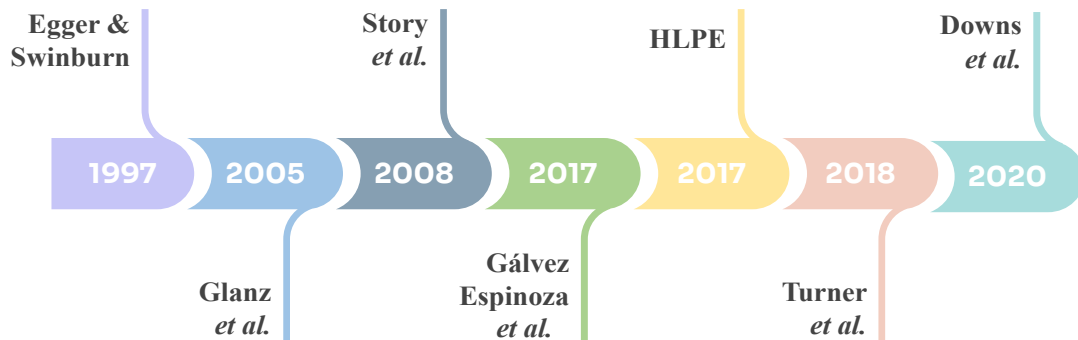 Egger &
Swinburn
Story
et al.
HLPE
Downs
et al.
1997
2005
2008
2017
2017
2018
2020
Glanz
et al.
Gálvez
Espinoza
et al.
Turner
et al.